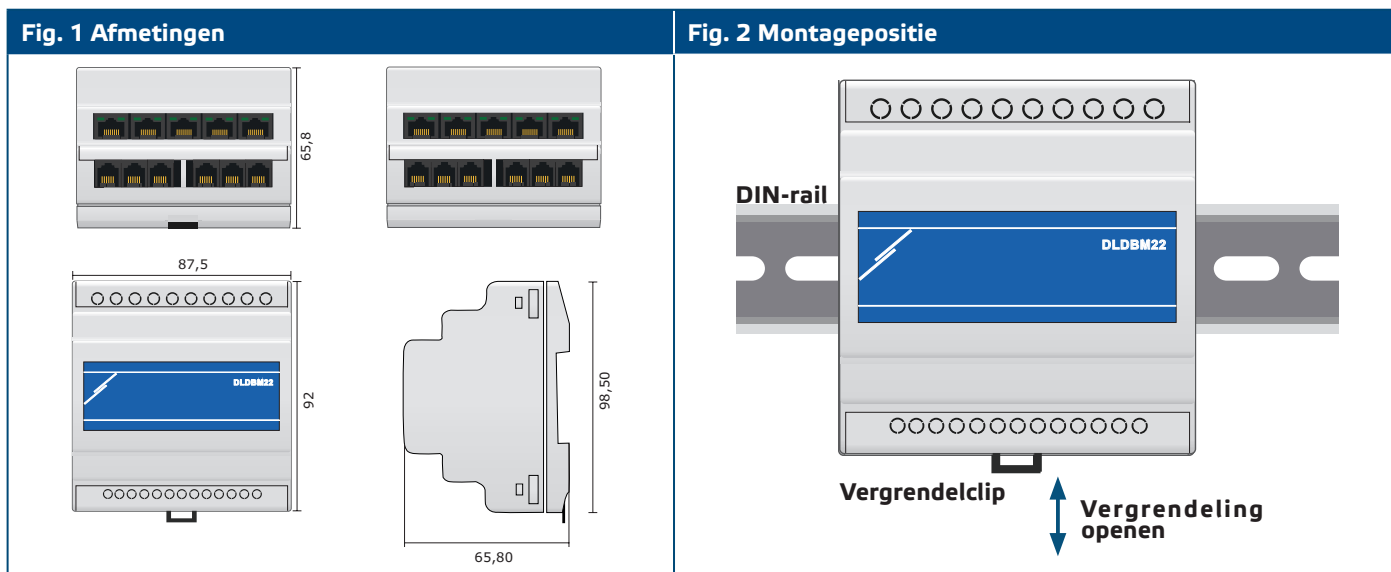 Fig. 1 Afmetingen
65,8
87,5
DLDBM22
92
98,50
65,80
Fig. 2 Montagepositie
DIN-rail
DLDBM22
Vergrendelclip
Vergrendeling
openen